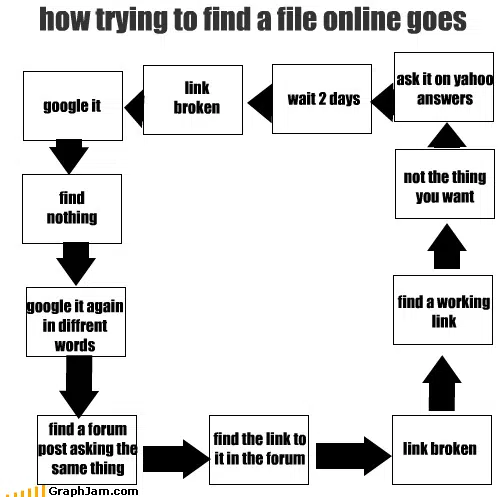 how trying to find a file online goes
google it
find
nothing
google it again
in diffrent
words
find a forum
post asking the
same thing
find the link to
it in the forum
link broken
find a working
link
not the thing
you want
ask it on yahoo
answers
wait 2 days
link
broken
GraphJam.com